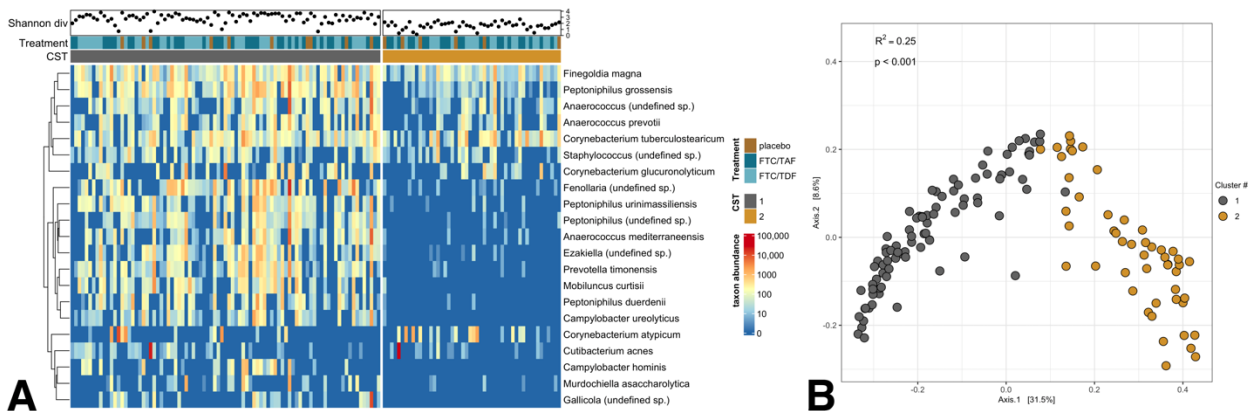 Shannon div
4
3
2
1
0
Treatment
CST
Finegoldia magna
Peptoniphilus grossensis
Anaerococcus (undefined sp.)
Anaerococcus prevotii
Corynebacterium tuberculostearicum
Staphylococcus (undefined sp.)
Corynebacterium glucuronolyticum
Fenollaria (undefined sp.)
Peptoniphilus urinimassiliensis
Peptoniphilus (undefined sp.)
Anaerococcus mediterraneensis
Ezakiella (undefined sp.)
Prevotella timonensis
Mobiluncus curtisii
Peptoniphilus duerdenii
Campylobacter ureolyticus
Corynebacterium atypicum
Cutibacterium acnes
Campylobacter hominis
Murdochiella asaccharolytica
Gallicola (undefined sp.)
Treatment
placebo
FTC/TAF
FTC/TDF
CST
1
2
taxon abundance
100,000
10,000
1,000
100
10
0
A
R² = 0.25
p < 0.001
0.4
0.2
0.0
-0.2
-0.2
0.0
0.2
0.4
Axis.2 [8.6%]
Axis.1 [31.5%]
Cluster #
1
2
B